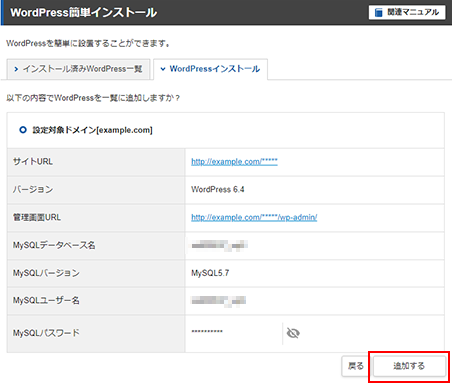 WordPress簡単インストール
関連マニュアル
WordPressを簡単に設置することができます。
インストール済みWordPress一覧
WordPressインストール
以下の内容でWordPressを一覧に追加しますか？
設定対象ドメイン[example.com]
サイトURL http://example.com/*****
バージョン WordPress 6.4
管理画面URL http://example.com/*****/wp-admin/
MySQLデータベース名
MySQLバージョン MySQL5.7
MySQLユーザー名
MySQLパスワード **********
戻る 追加する